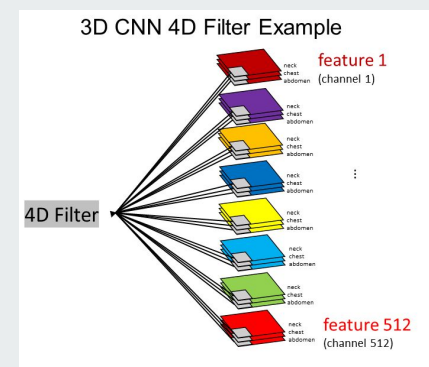 3D CNN 4D Filter Example
feature 1
(channel 1)
neck
chest
abdomen
neck
chest
abdomen
neck
chest
abdomen
⋮
neck
chest
abdomen
4D Filter
neck
chest
abdomen
neck
chest
abdomen
neck
chest
abdomen
neck
chest
abdomen
feature 512
(channel 512)